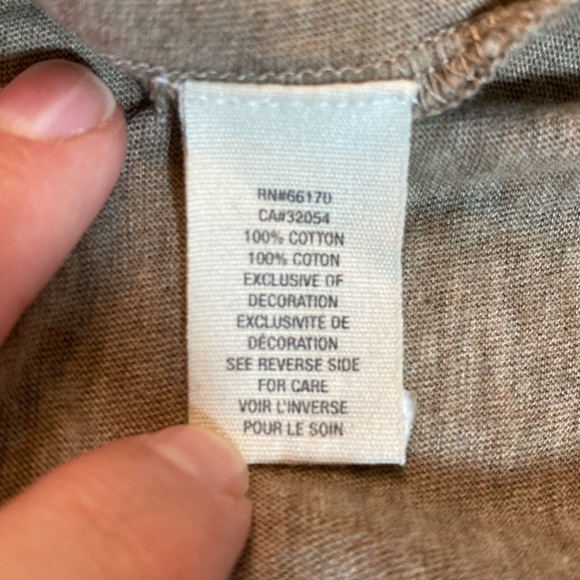 RN#66170
CA#32054
100% COTTON
100% COTON
EXCLUSIVE OF
DECORATION
EXCLUSIVITE DE
DÉCORATION
SEE REVERSE SIDE
FOR CARE
VOIR L'INVERSE
POUR LE SOIN